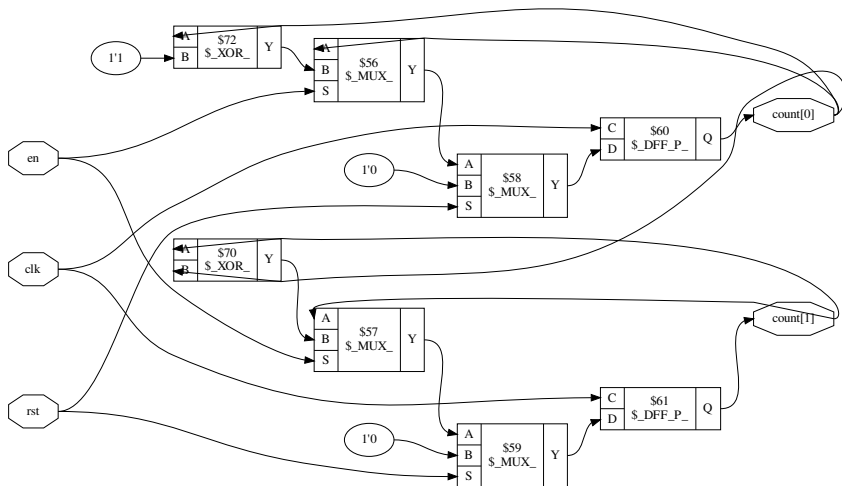 A
B
$72
$_XOR_
Y
1'1
A
B
S
$56
$_MUX_
Y
C
D
$60
$_DFF_P_
Q
count[0]
en
1'0
A
B
S
$58
$_MUX_
Y
clk
A
B
$70
$_XOR_
Y
A
B
S
$57
$_MUX_
Y
count[1]
rst
C
D
$61
$_DFF_P_
Q
1'0
A
B
S
$59
$_MUX_
Y